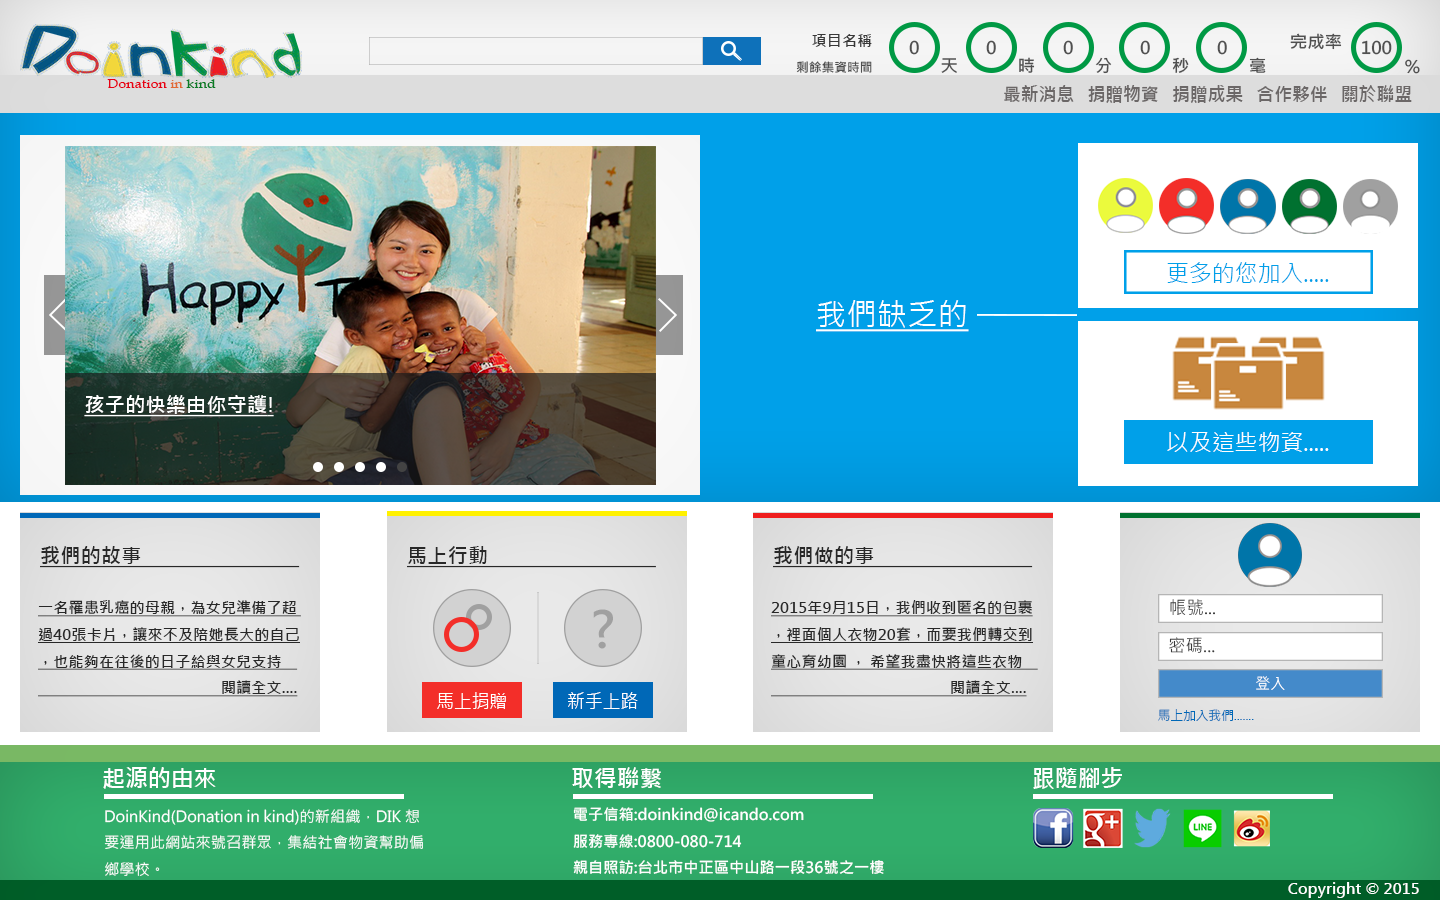 Doinkind
Donation in kind
項目名稱
剩餘集資時間
0 天 0 時 0 分 0 秒 0 毫
完成率 100 %
最新消息 捐贈物資 捐贈成果 合作夥伴 關於聯盟
Happy T
孩子的快樂由你守護!
我們缺乏的
更多的您加入.....
以及這些物資.....
我們的故事
一名罹患乳癌的母親，為女兒準備了超
過40張卡片，讓來不及陪她長大的自己
，也能夠在往後的日子給與女兒支持
閱讀全文....
馬上行動
?
馬上捐贈
新手上路
我們做的事
2015年9月15日，我們收到匿名的包裹
，裡面個人衣物20套，而要我們轉交到
童心育幼園 ， 希望我盡快將這些衣物
閱讀全文....
帳號...
密碼...
登入
馬上加入我們.......
起源的由來
DoinKind(Donation in kind)的新組織，DIK 想
要運用此網站來號召群眾，集結社會物資幫助偏
鄉學校。
取得聯繫
電子信箱:doinkind@icando.com
服務專線:0800-080-714
親自照訪:台北市中正區中山路一段36號之一樓
跟隨腳步
f g+ LINE
Copyright © 2015